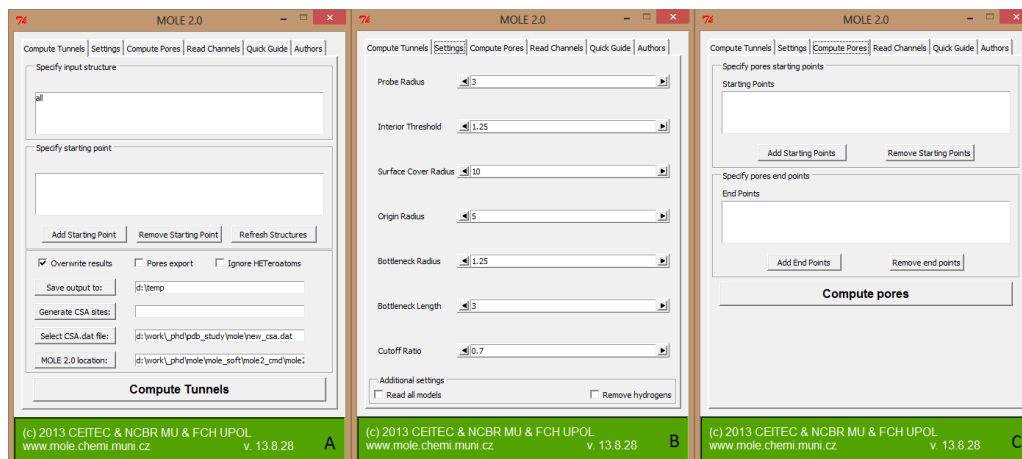 MOLE 2.0
Compute Tunnels Settings Compute Pores Read Channels Quick Guide Authors
Specify input structure
all
Specify starting point
Add Starting Point Remove Starting Point Refresh Structures
Overwrite results Pores export Ignore HETeroatoms
Save output to: d:\temp
Generate CSA sites:
Select CSA.dat file: d:\work\_phd\pdb_study\mole\new_csa.dat
MOLE 2.0 location: d:\work\_phd\mole\mole_soft\mole2_cmd\mole2
Compute Tunnels
(c) 2013 CEITEC & NCBR MU & FCH UPOL
www.mole.chemi.muni.cz v. 13.8.28 A
MOLE 2.0
Compute Tunnels Settings Compute Pores Read Channels Quick Guide Authors
Probe Radius 3
Interior Threshold 1.25
Surface Cover Radius 10
Origin Radius 5
Bottleneck Radius 1.25
Bottleneck Length 3
Cutoff Ratio 0.7
Additional settings
Read all models Remove hydrogens
(c) 2013 CEITEC & NCBR MU & FCH UPOL
www.mole.chemi.muni.cz v. 13.8.28 B
MOLE 2.0
Compute Tunnels Settings Compute Pores Read Channels Quick Guide Authors
Specify pores starting points
Starting Points
Add Starting Points Remove Starting Points
Specify pores end points
End Points
Add End Points Remove end points
Compute pores
(c) 2013 CEITEC & NCBR MU & FCH UPOL
www.mole.chemi.muni.cz v. 13.8.28 C